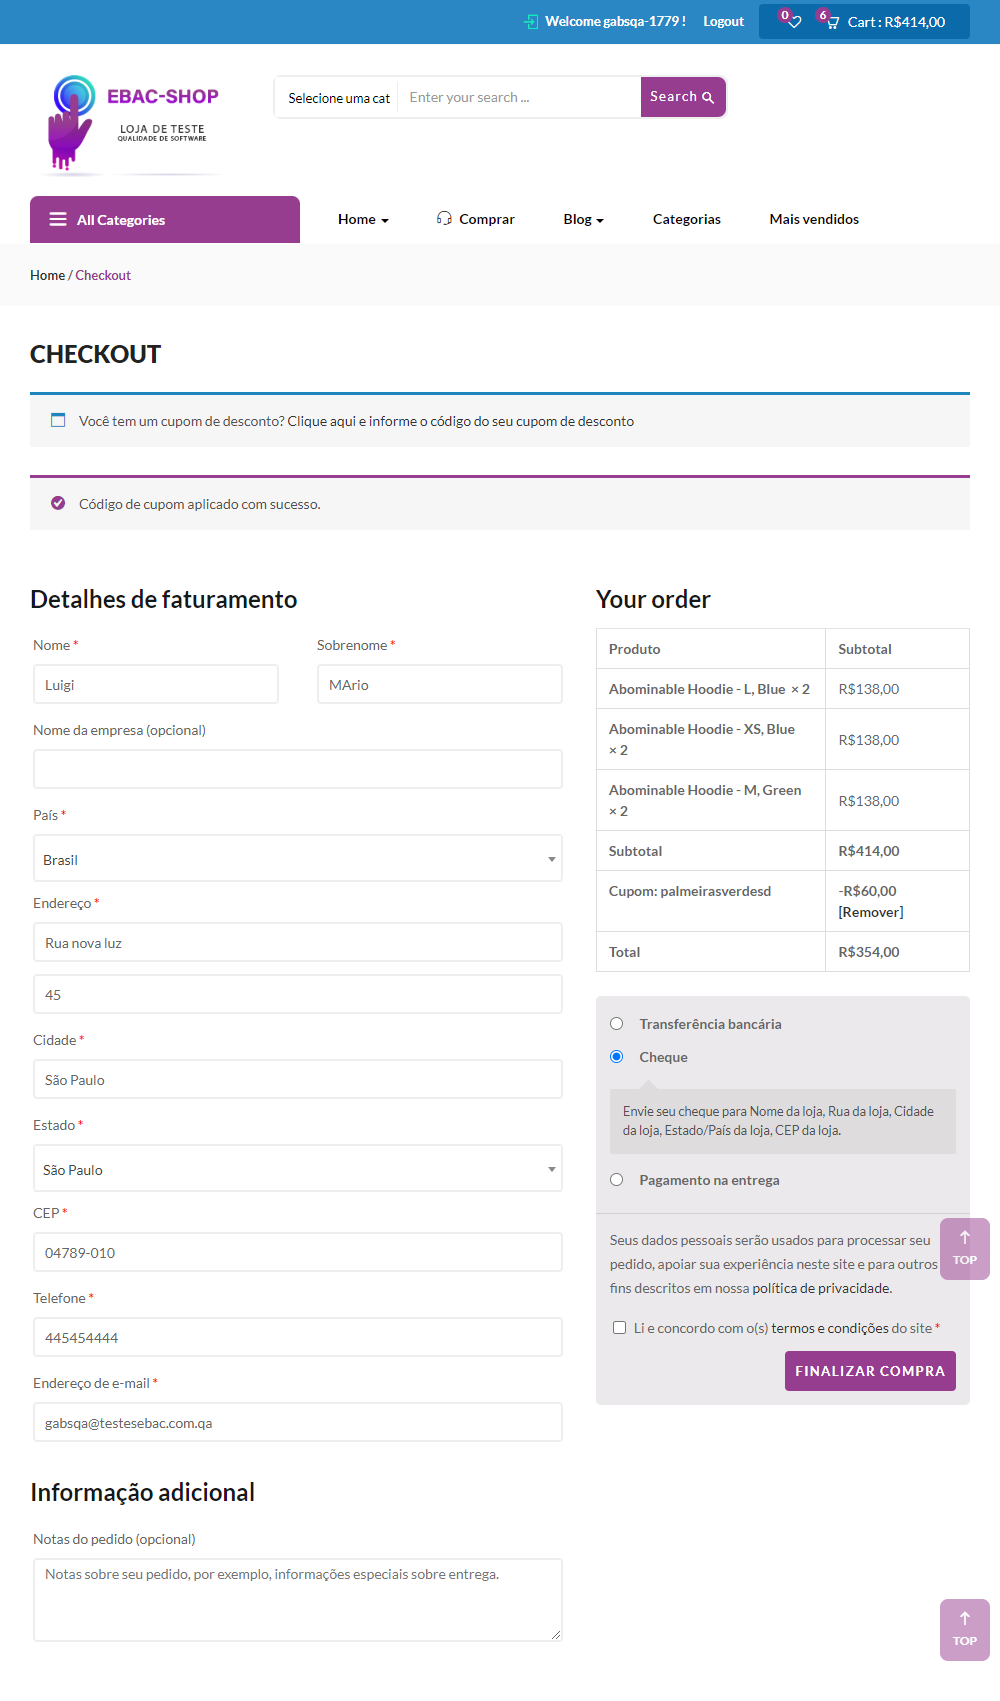 Welcome gabsqa-1779 !
Logout
0
6
Cart : R$414,00
EBAC-SHOP
LOJA DE TESTE
QUALIDADE DE SOFTWARE
Selecione uma cat
Enter your search ...
Search
All Categories
Home
Comprar
Blog
Categorias
Mais vendidos
Home / Checkout
CHECKOUT
Você tem um cupom de desconto? Clique aqui e informe o código do seu cupom de desconto
Código de cupom aplicado com sucesso.
Detalhes de faturamento
Nome *
Sobrenome *
Luigi
MArio
Nome da empresa (opcional)
País *
Brasil
Endereço *
Rua nova luz
45
Cidade *
São Paulo
Estado *
São Paulo
CEP *
04789-010
Telefone *
445454444
Endereço de e-mail *
gabsqa@testesebac.com.qa
Informação adicional
Notas do pedido (opcional)
Notas sobre seu pedido, por exemplo, informações especiais sobre entrega.
Your order
Produto
Subtotal
Abominable Hoodie - L, Blue × 2
R$138,00
Abominable Hoodie - XS, Blue
× 2
R$138,00
Abominable Hoodie - M, Green
× 2
R$138,00
Subtotal
R$414,00
Cupom: palmeirasverdesd
-R$60,00
[Remover]
Total
R$354,00
Transferência bancária
Cheque
Envie seu cheque para Nome da loja, Rua da loja, Cidade
da loja, Estado/País da loja, CEP da loja.
Pagamento na entrega
Seus dados pessoais serão usados para processar seu
pedido, apoiar sua experiência neste site e para outros
fins descritos em nossa política de privacidade.
Li e concordo com o(s) termos e condições do site *
FINALIZAR COMPRA
TOP
TOP